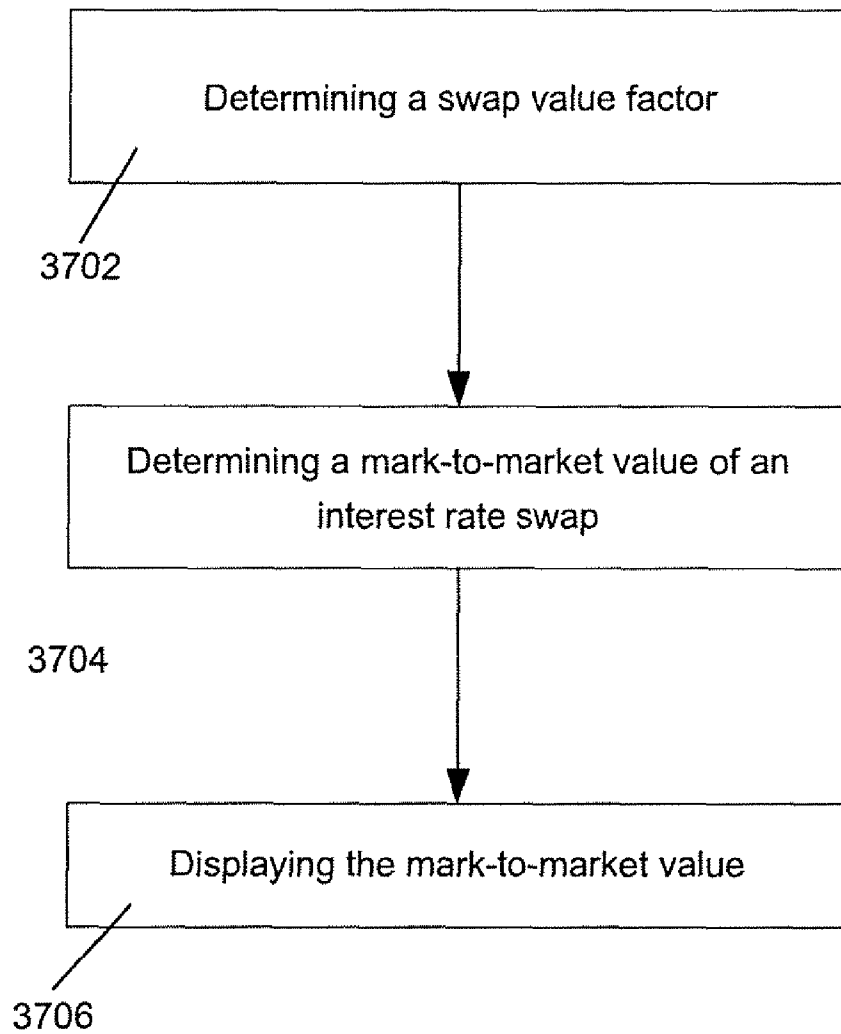 Determining a swap value factor
3702
Determining a mark-to-market value of an
interest rate swap
3704
Displaying the mark-to-market value
3706